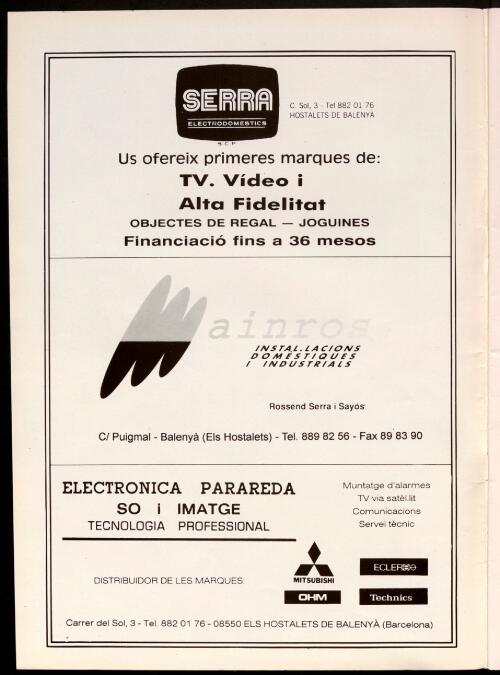 SERRA
ELECTRODOMESTICS
S.C.P
C. Sol, 3 - Tel 882 01 76
HOSTALETS DE BALENYÀ
Us ofereix primeres marques de:
TV. Vídeo i
Alta Fidelitat
OBJECTES DE REGAL — JOGUINES
Financiació fins a 36 mesos
ainros
INSTAL.LACIONS
DOMÈSTIQUES
I INDUSTRIALS
Rossend Serra i Sayós
C/ Puigmal - Balenyà (Els Hostalets) - Tel. 889 82 56 - Fax 89 83 90
ELECTRONICA PARAREDA
SO i IMATGE
TECNOLOGIA PROFESSIONAL
Muntatge d'alarmes
TV via satèl.lit
Comunicacions
Servei tècnic
DISTRIBUIDOR DE LES MARQUES:
MITSUBISHI
ECLER
OHM
Technics
Carrer del Sol, 3 - Tel. 882 01 76 - 08550 ELS HOSTALETS DE BALENYÀ (Barcelona)